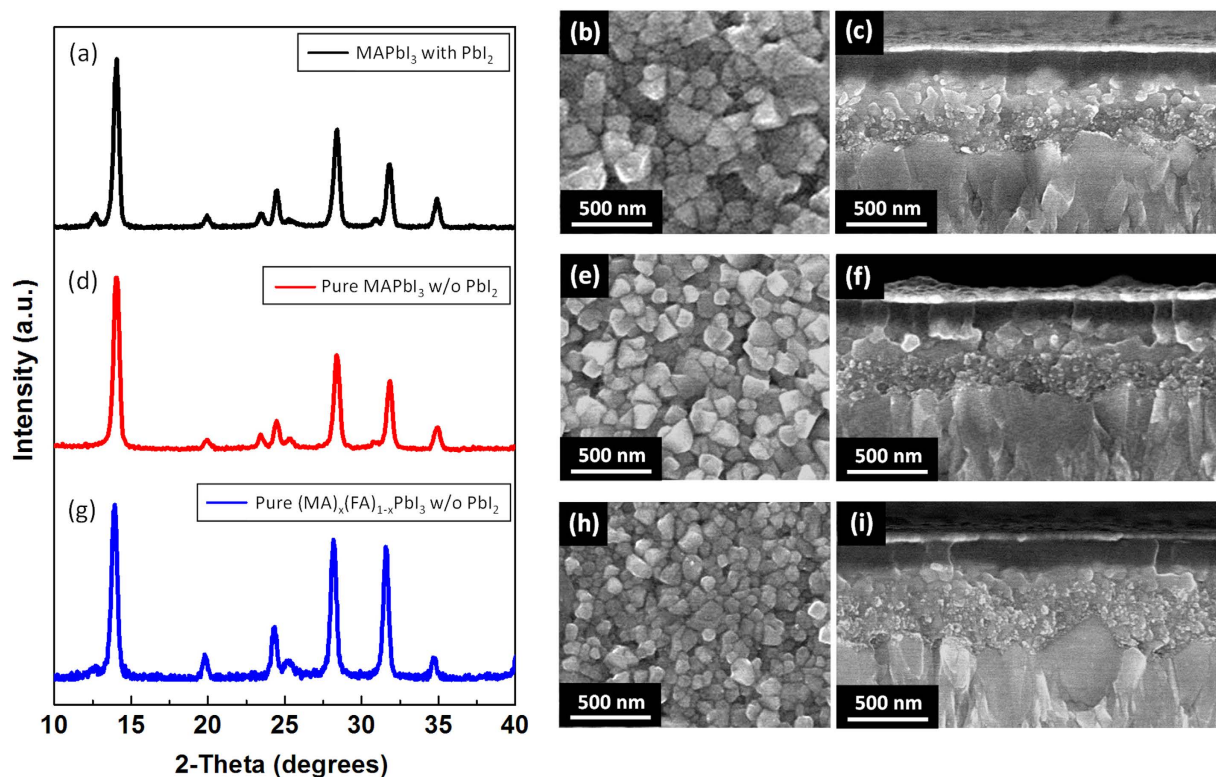 (a)
MAPbI₃ with PbI₂
(d)
Pure MAPbI₃ w/o PbI₂
(g)
Pure (MA)ₓ(FA)₁₋ₓPbI₃ w/o PbI₂
Intensity (a.u.)
10 15 20 25 30 35 40
2-Theta (degrees)
(b)
500 nm
(c)
500 nm
(e)
500 nm
(f)
500 nm
(h)
500 nm
(i)
500 nm